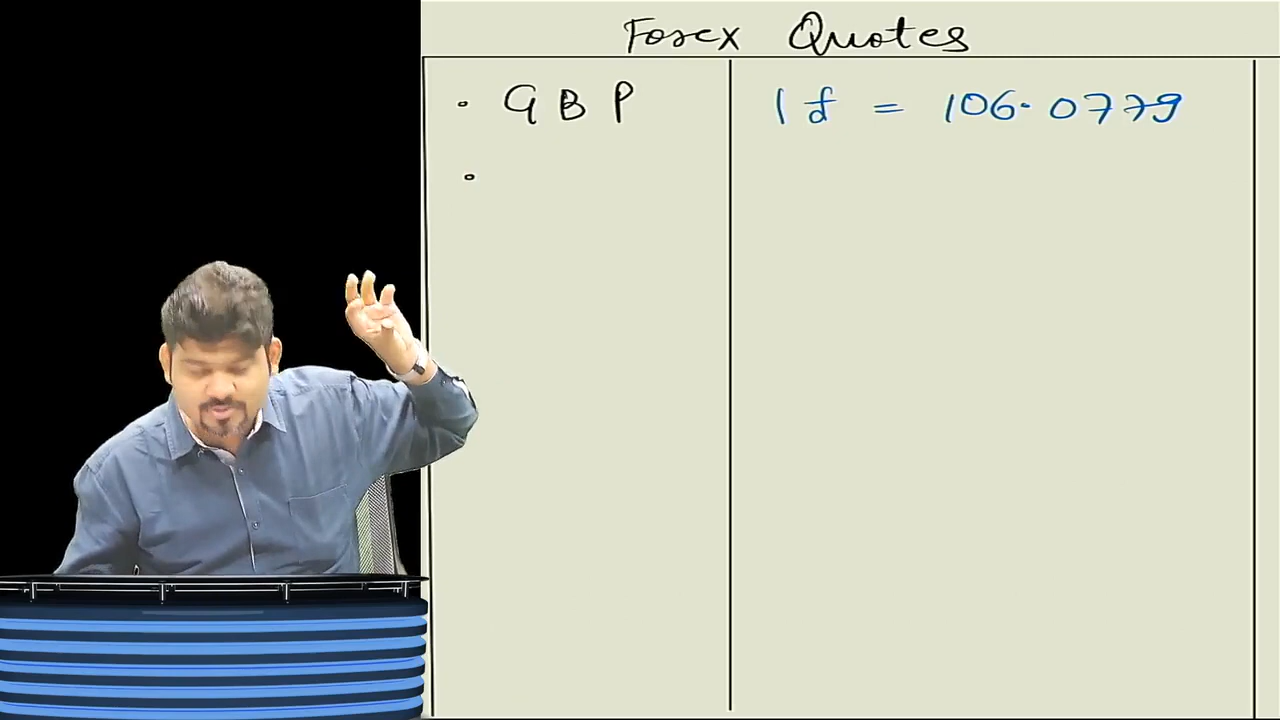 Forex Quotes
• GBP
1 £ = 106.0779
•